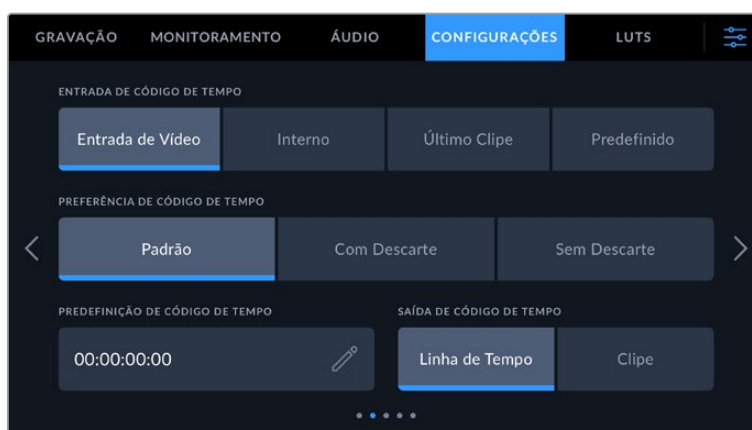 GRAVAÇÃO MONITORAMENTO ÁUDIO CONFIGURAÇÕES LUTS
ENTRADA DE CÓDIGO DE TEMPO
Entrada de Vídeo Interno Último Clipe Predefinido
PREFERÊNCIA DE CÓDIGO DE TEMPO
Padrão Com Descarte Sem Descarte
PREDEFINIÇÃO DE CÓDIGO DE TEMPO SAÍDA DE CÓDIGO DE TEMPO
00:00:00:00 Linha de Tempo Clipe